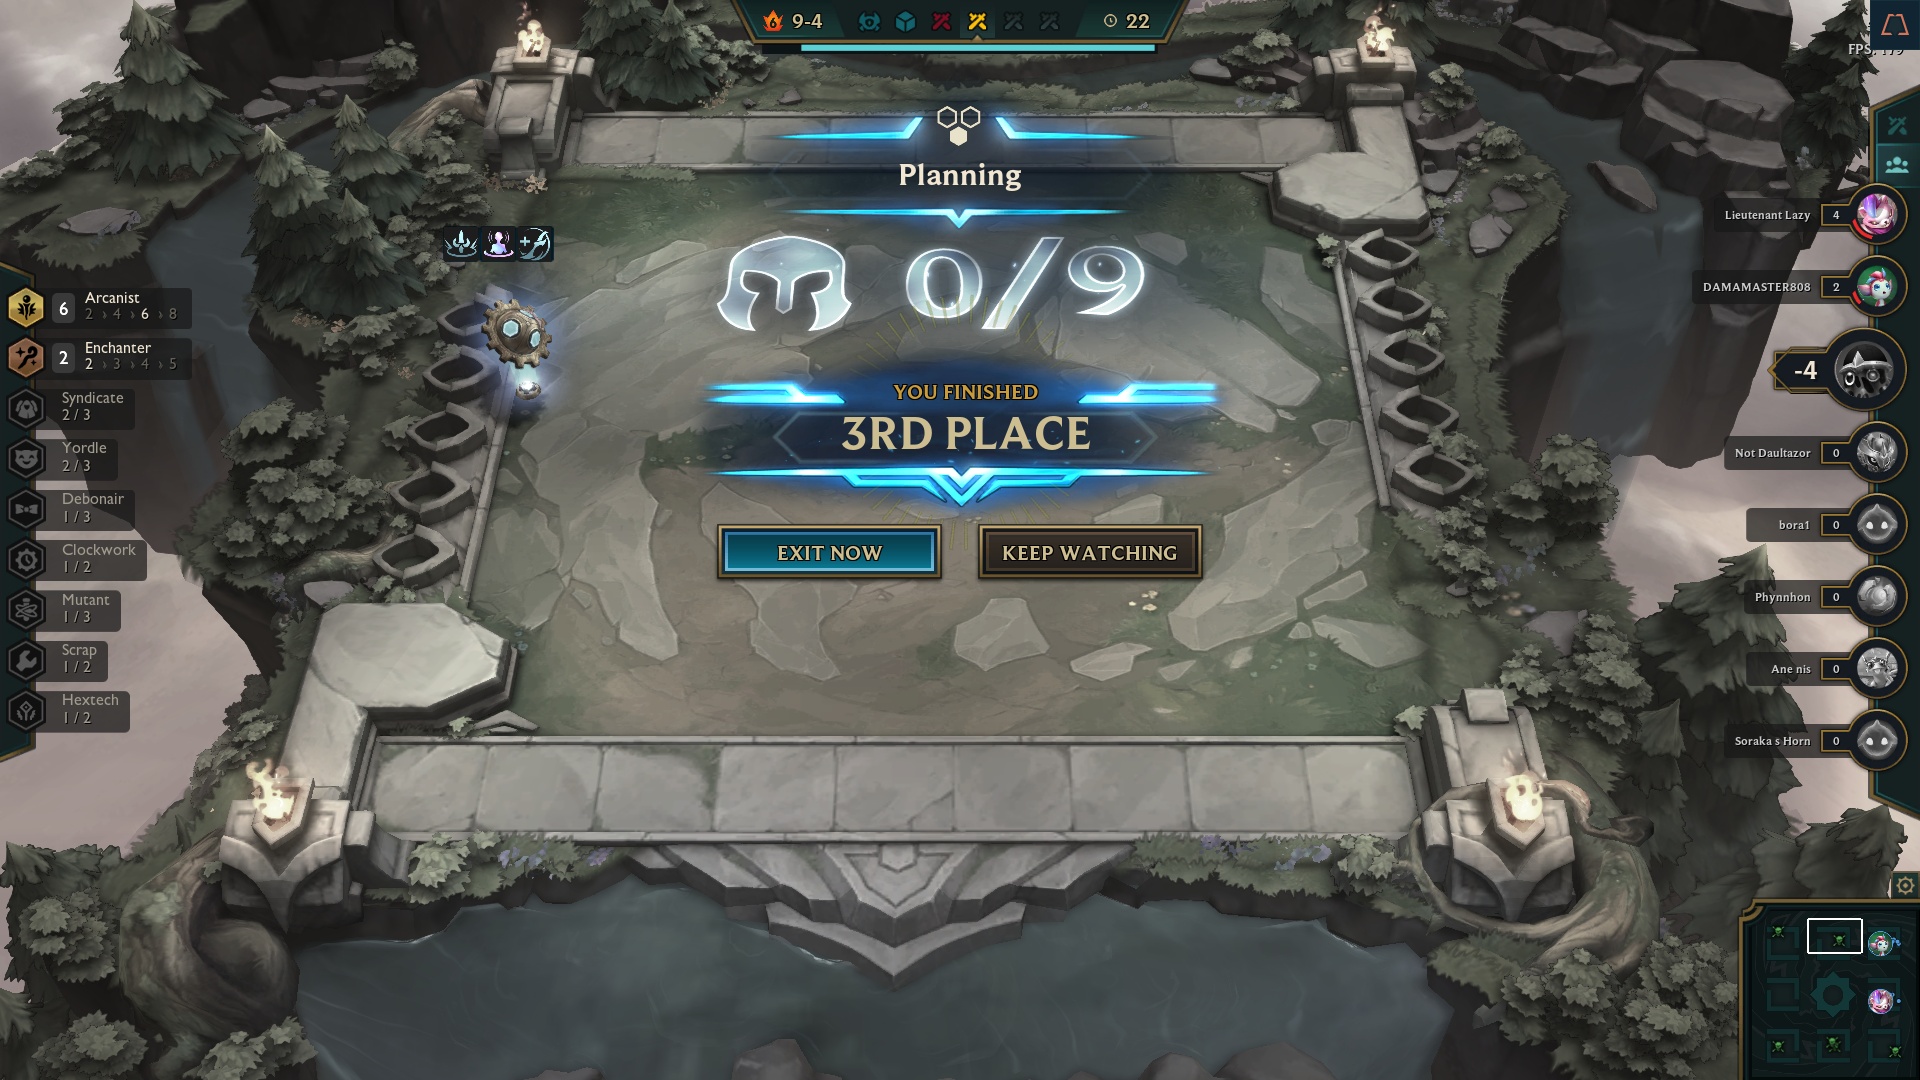 9-4
22
FPS:
Planning
0/9
YOU FINISHED
3RD PLACE
EXIT NOW
KEEP WATCHING
6
Arcanist
2 › 4 › 6 › 8
2
Enchanter
2 › 3 › 4 › 5
Syndicate
2 / 3
Yordle
2 / 3
Debonair
1 / 3
Clockwork
1 / 2
Mutant
1 / 3
Scrap
1 / 2
Hextech
1 / 2
Lieutenant Lazy 4
DAMAMASTER808 2
-4
Not Daultazor 0
bora1 0
Phynnhon 0
Ane nis 0
Soraka s Horn 0